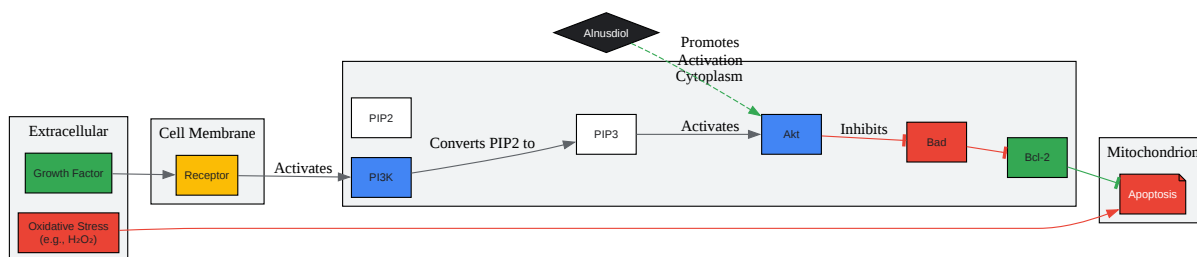 Alnusdiol
Promotes
Activation
Cytoplasm
Extracellular
Growth Factor
Oxidative Stress
(e.g., H₂O₂)
Cell Membrane
Receptor
Activates
PIP2
PI3K
Converts PIP2 to
PIP3
Activates
Akt
Inhibits
Bad
Bcl-2
Mitochondrion
Apoptosis